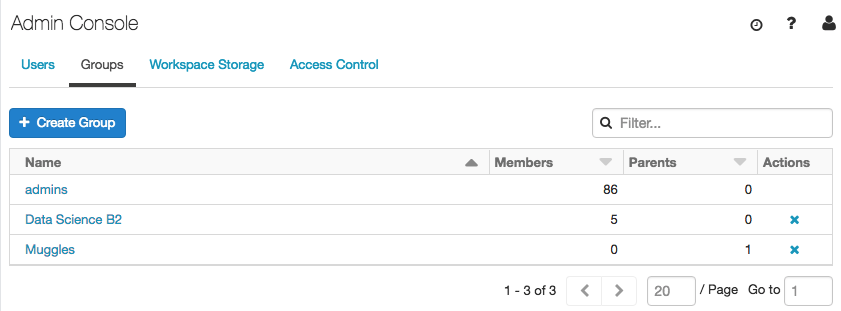 Admin Console
?
Users Groups Workspace Storage Access Control
+ Create Group
Filter...
Name Members Parents Actions
admins 86 0
Data Science B2 5 0 ×
Muggles 0 1 ×
1 - 3 of 3 < > 20 / Page Go to 1